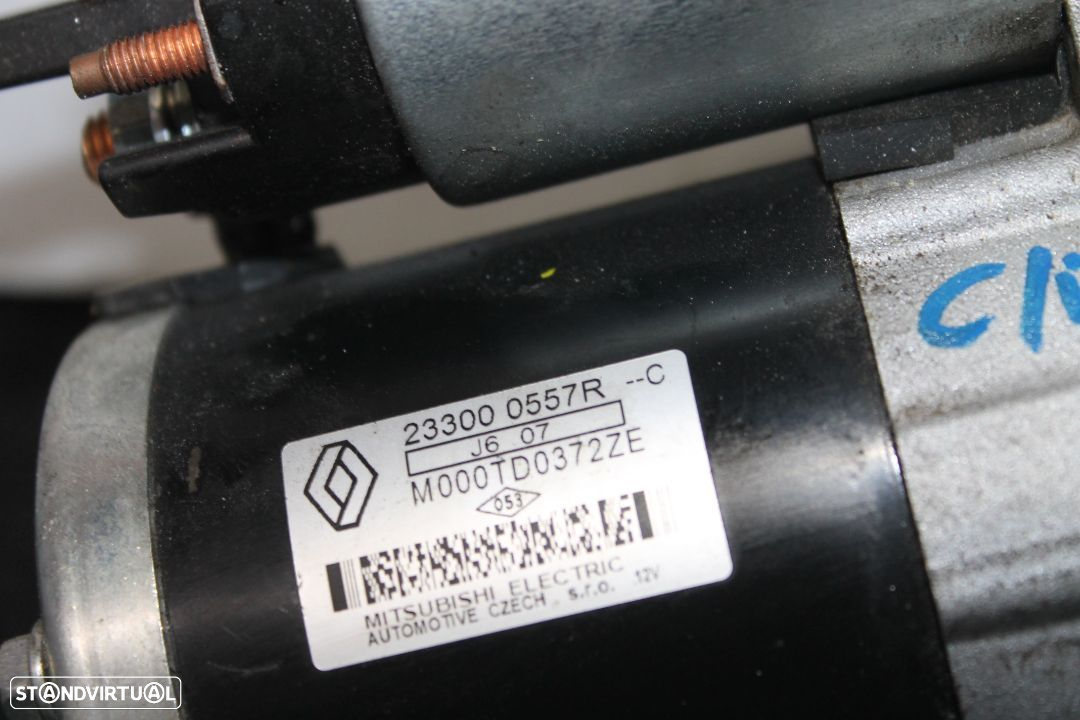 23300 0557R --C
J6 07
M000TD0372ZE
053
MITSUBISHI ELECTRIC
AUTOMOTIVE CZECH s.r.o. 12V
STANDVIRTUAL